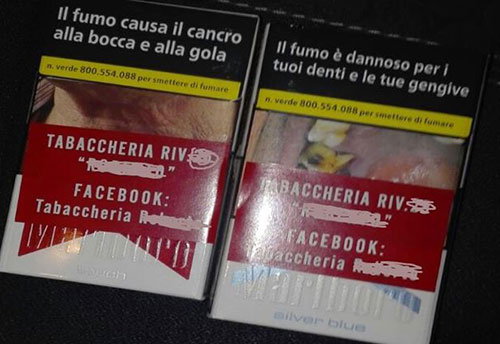 Il fumo causa il cancro
alla bocca e alla gola
n. verde 800.554.088 per smettere di fumare
TABACCHERIA RIV
FACEBOOK:
Tabaccheria
Marlboro
Il fumo è dannoso per i
tuoi denti e le tue gengive
n. verde 800.554.088 per smettere di fumare
TABACCHERIA RIV.
FACEBOOK:
Tabaccheria
Marlboro
silver blue